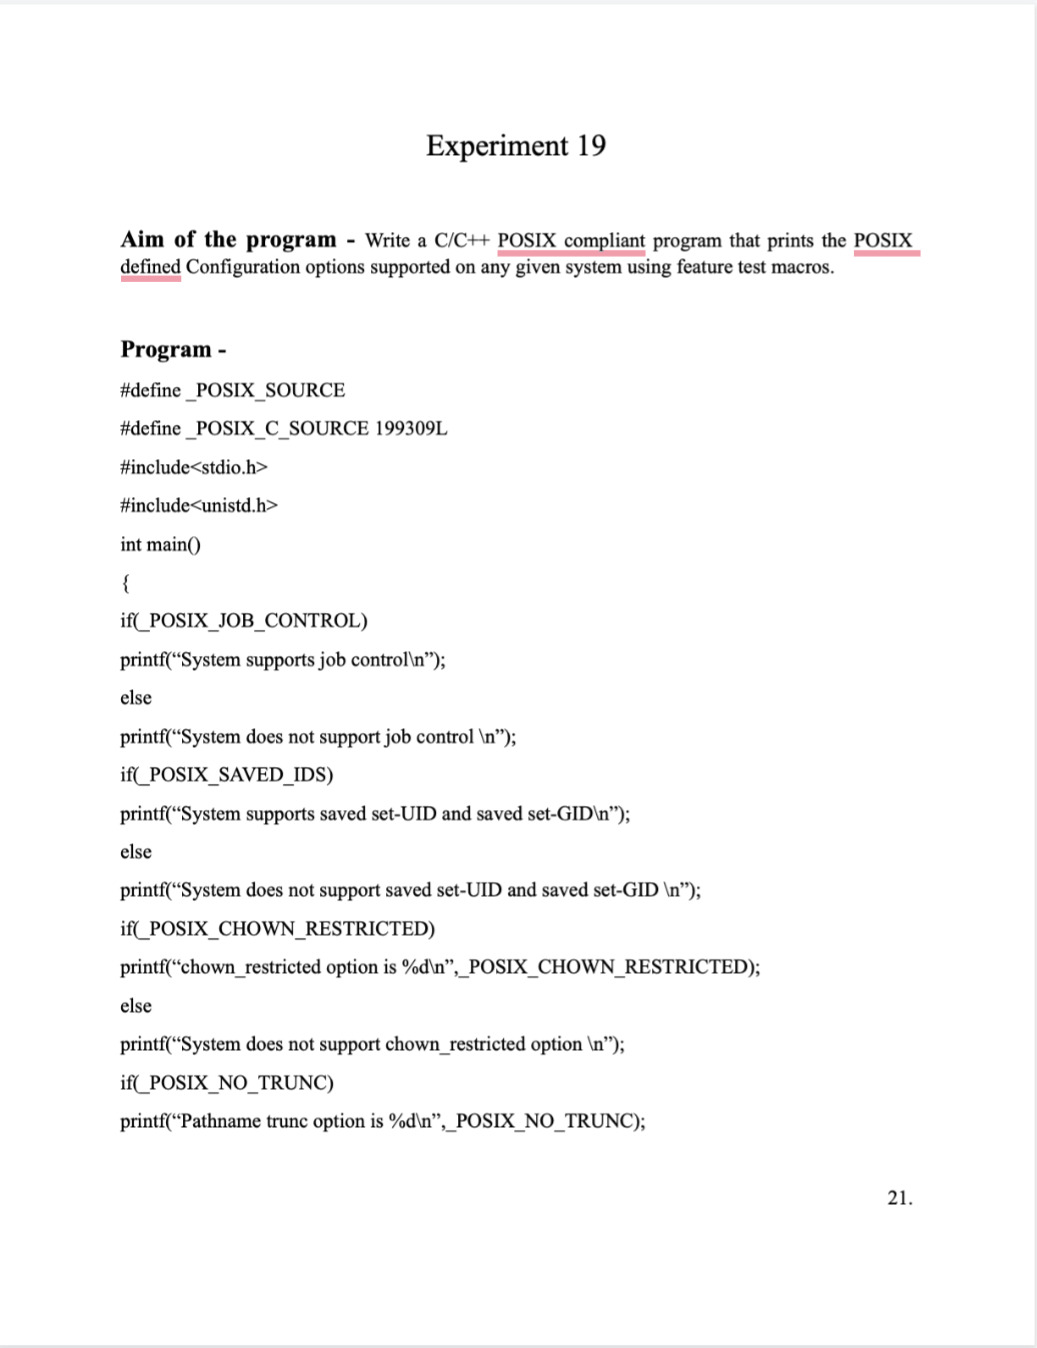 Experiment 19
Aim of the program - Write a C/C++ POSIX compliant program that prints the POSIX
defined Configuration options supported on any given system using feature test macros.
Program -
#define _POSIX_SOURCE
#define _POSIX_C_SOURCE 199309L
#include<stdio.h>
#include<unistd.h>
int main()
{
if(_POSIX_JOB_CONTROL)
printf(“System supports job control\n”);
else
printf(“System does not support job control \n”);
if(_POSIX_SAVED_IDS)
printf(“System supports saved set-UID and saved set-GID\n”);
else
printf(“System does not support saved set-UID and saved set-GID \n”);
if(_POSIX_CHOWN_RESTRICTED)
printf(“chown_restricted option is %d\n”,_POSIX_CHOWN_RESTRICTED);
else
printf(“System does not support chown_restricted option \n”);
if(_POSIX_NO_TRUNC)
printf(“Pathname trunc option is %d\n”,_POSIX_NO_TRUNC);
21.